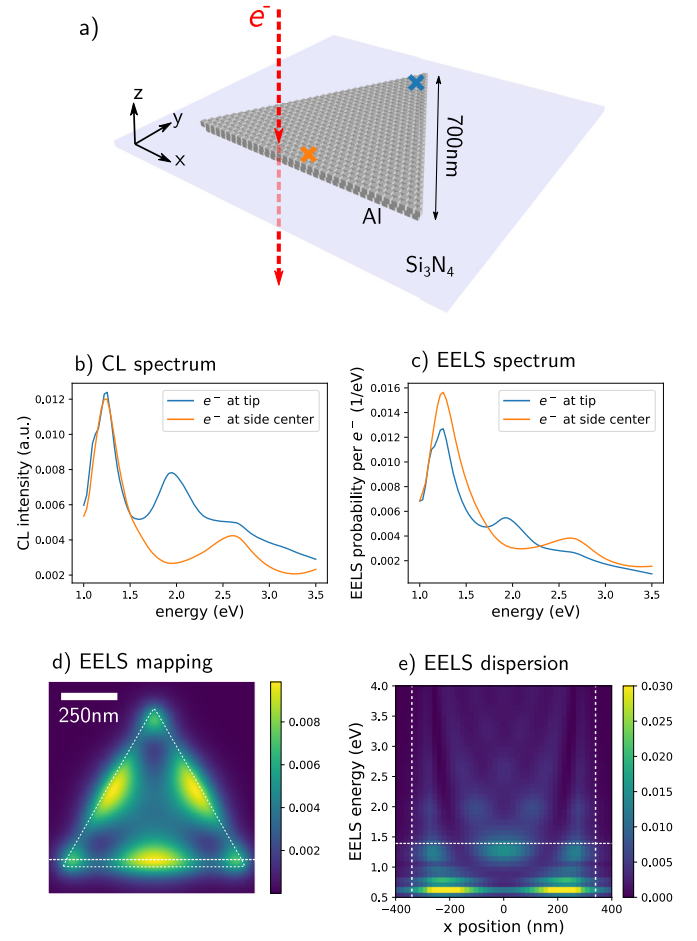 a)
e⁻
z
y
x
700nm
Al
Si₃N₄
b) CL spectrum
CL intensity (a.u.)
0.012
0.010
0.008
0.006
0.004
0.002
e⁻ at tip
e⁻ at side center
1.0 1.5 2.0 2.5 3.0 3.5
energy (eV)
c) EELS spectrum
EELS probability per e⁻ (1/eV)
0.016
0.014
0.012
0.010
0.008
0.006
0.004
0.002
e⁻ at tip
e⁻ at side center
1.0 1.5 2.0 2.5 3.0 3.5
energy (eV)
d) EELS mapping
250nm
0.008
0.006
0.004
0.002
e) EELS dispersion
EELS energy (eV)
4.0
3.5
3.0
2.5
2.0
1.5
1.0
0.5
−400 −200 0 200 400
x position (nm)
0.030
0.025
0.020
0.015
0.010
0.005
0.000